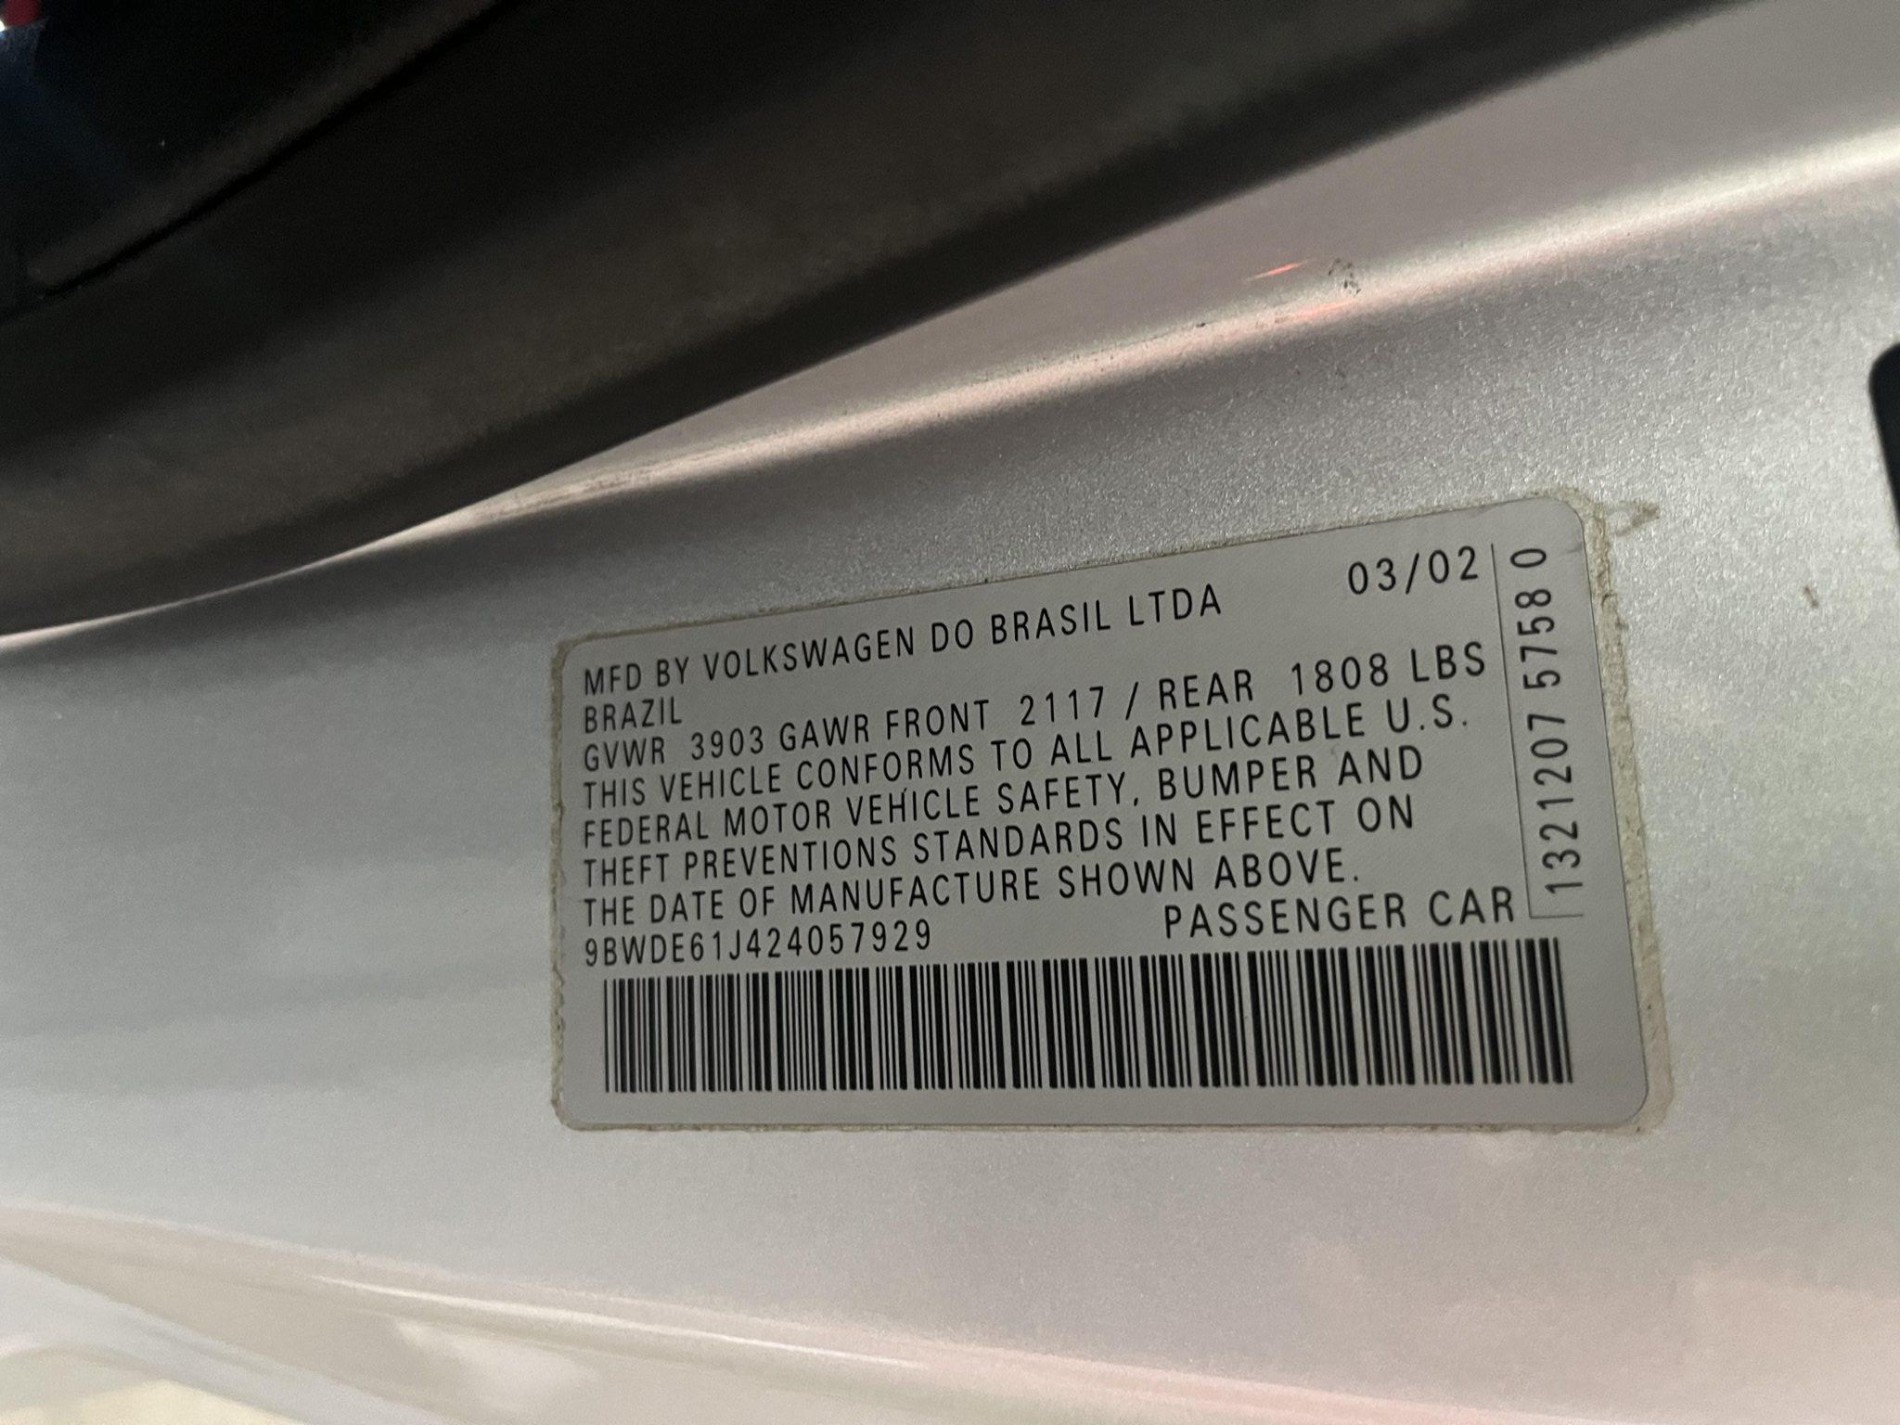 MFD BY VOLKSWAGEN DO BRASIL LTDA 03/02
BRAZIL
GVWR 3903 GAWR FRONT 2117 / REAR 1808 LBS
THIS VEHICLE CONFORMS TO ALL APPLICABLE U.S.
FEDERAL MOTOR VEHICLE SAFETY, BUMPER AND
THEFT PREVENTIONS STANDARDS IN EFFECT ON
THE DATE OF MANUFACTURE SHOWN ABOVE.
9BWDE61J424057929 PASSENGER CAR
1321207 5758 0